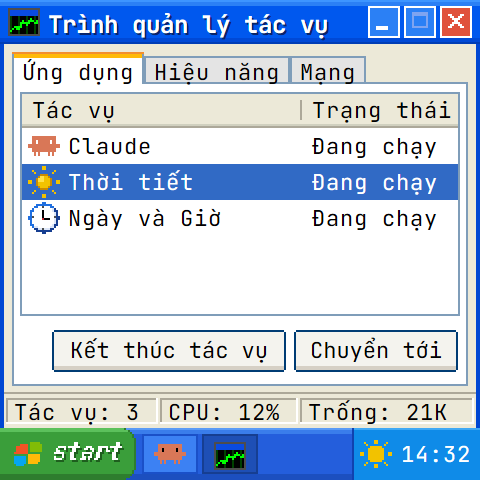 Trình quản lý tác vụ
Ứng dụng Hiệu năng Mạng
Tác vụ Trạng thái
Claude Đang chạy
Thời tiết Đang chạy
Ngày và Giờ Đang chạy
Kết thúc tác vụ Chuyển tới
Tác vụ: 3 CPU: 12% Trống: 21K
start 14:32